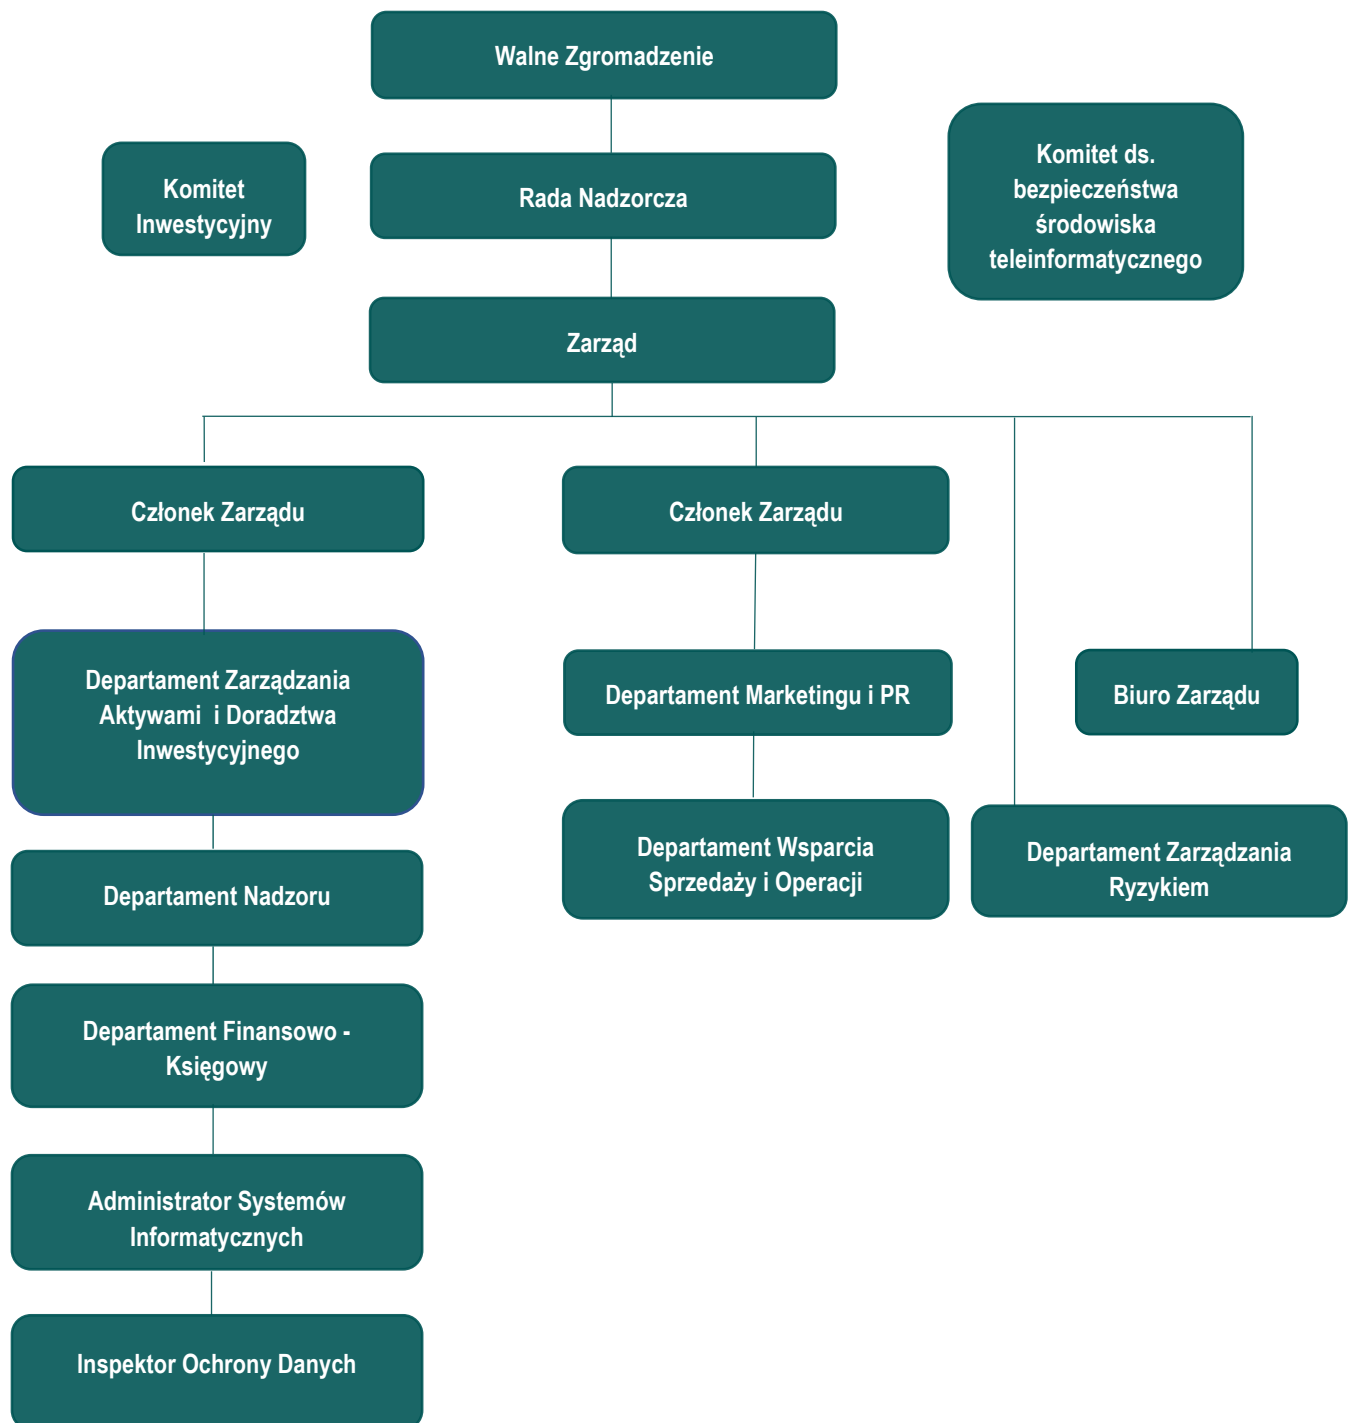 Walne Zgromadzenie
Komitet
Inwestycyjny
Rada Nadzorcza
Komitet ds.
bezpieczeństwa
środowiska
teleinformatycznego
Zarząd
Członek Zarządu
Członek Zarządu
Departament Zarządzania
Aktywami  i Doradztwa
Inwestycyjnego
Departament Marketingu i PR
Biuro Zarządu
Departament Wsparcia
Sprzedaży i Operacji
Departament Zarządzania
Ryzykiem
Departament Nadzoru
Departament Finansowo -
Księgowy
Administrator Systemów
Informatycznych
Inspektor Ochrony Danych